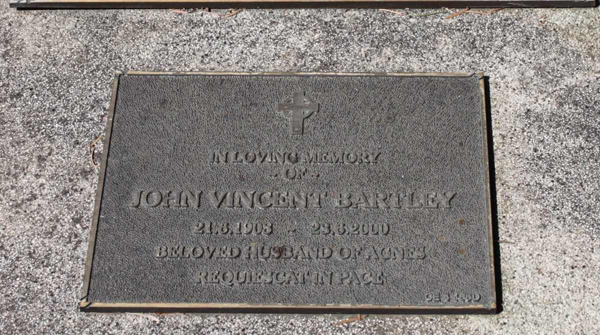 IN LOVING MEMORY
- OF -
JOHN VINCENT BARTLEY
21.6.1908 - 23.6.2000
BELOVED HUSBAND OF AGNES
REQUIESCAT IN PACE